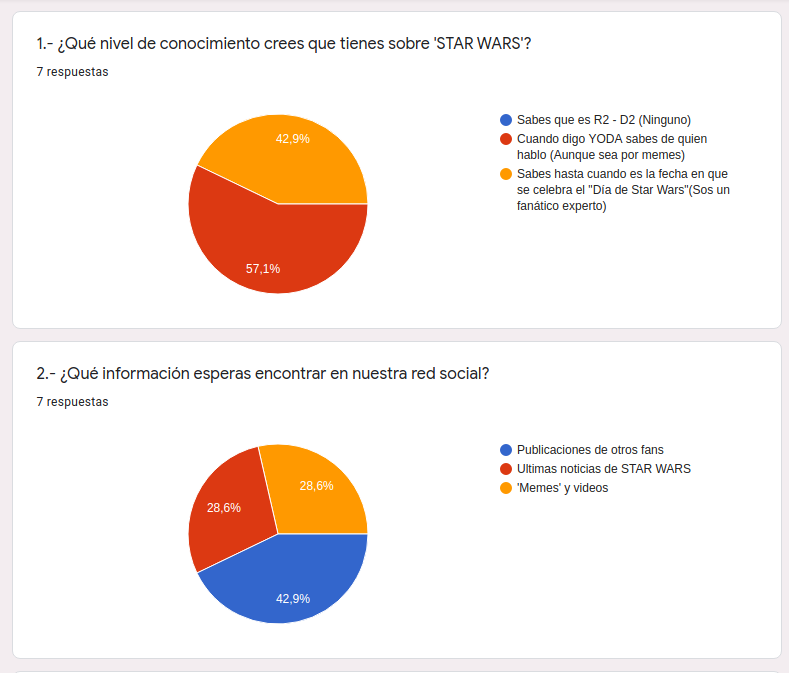 1.- ¿Qué nivel de conocimiento crees que tienes sobre 'STAR WARS'?
7 respuestas
42,9%
57,1%
Sabes que es R2 - D2 (Ninguno)
Cuando digo YODA sabes de quien
hablo (Aunque sea por memes)
Sabes hasta cuando es la fecha en que
se celebra el "Día de Star Wars"(Sos un
fanático experto)
2.- ¿Qué información esperas encontrar en nuestra red social?
7 respuestas
28,6%
28,6%
42,9%
Publicaciones de otros fans
Ultimas noticias de STAR WARS
'Memes' y videos